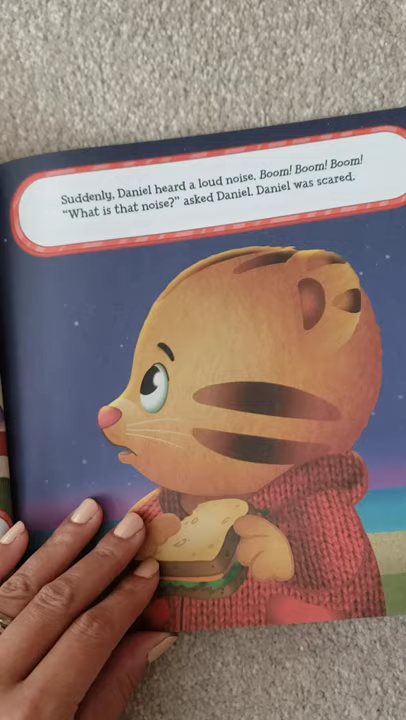 Suddenly, Daniel heard a loud noise. Boom! Boom! Boom!
"What is that noise?" asked Daniel. Daniel was scared.